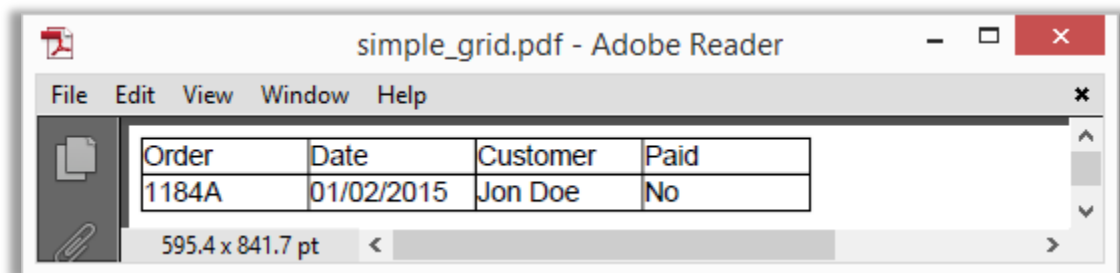 simple_grid.pdf - Adobe Reader
File Edit View Window Help
Order Date Customer Paid
1184A 01/02/2015 Jon Doe No
595.4 x 841.7 pt